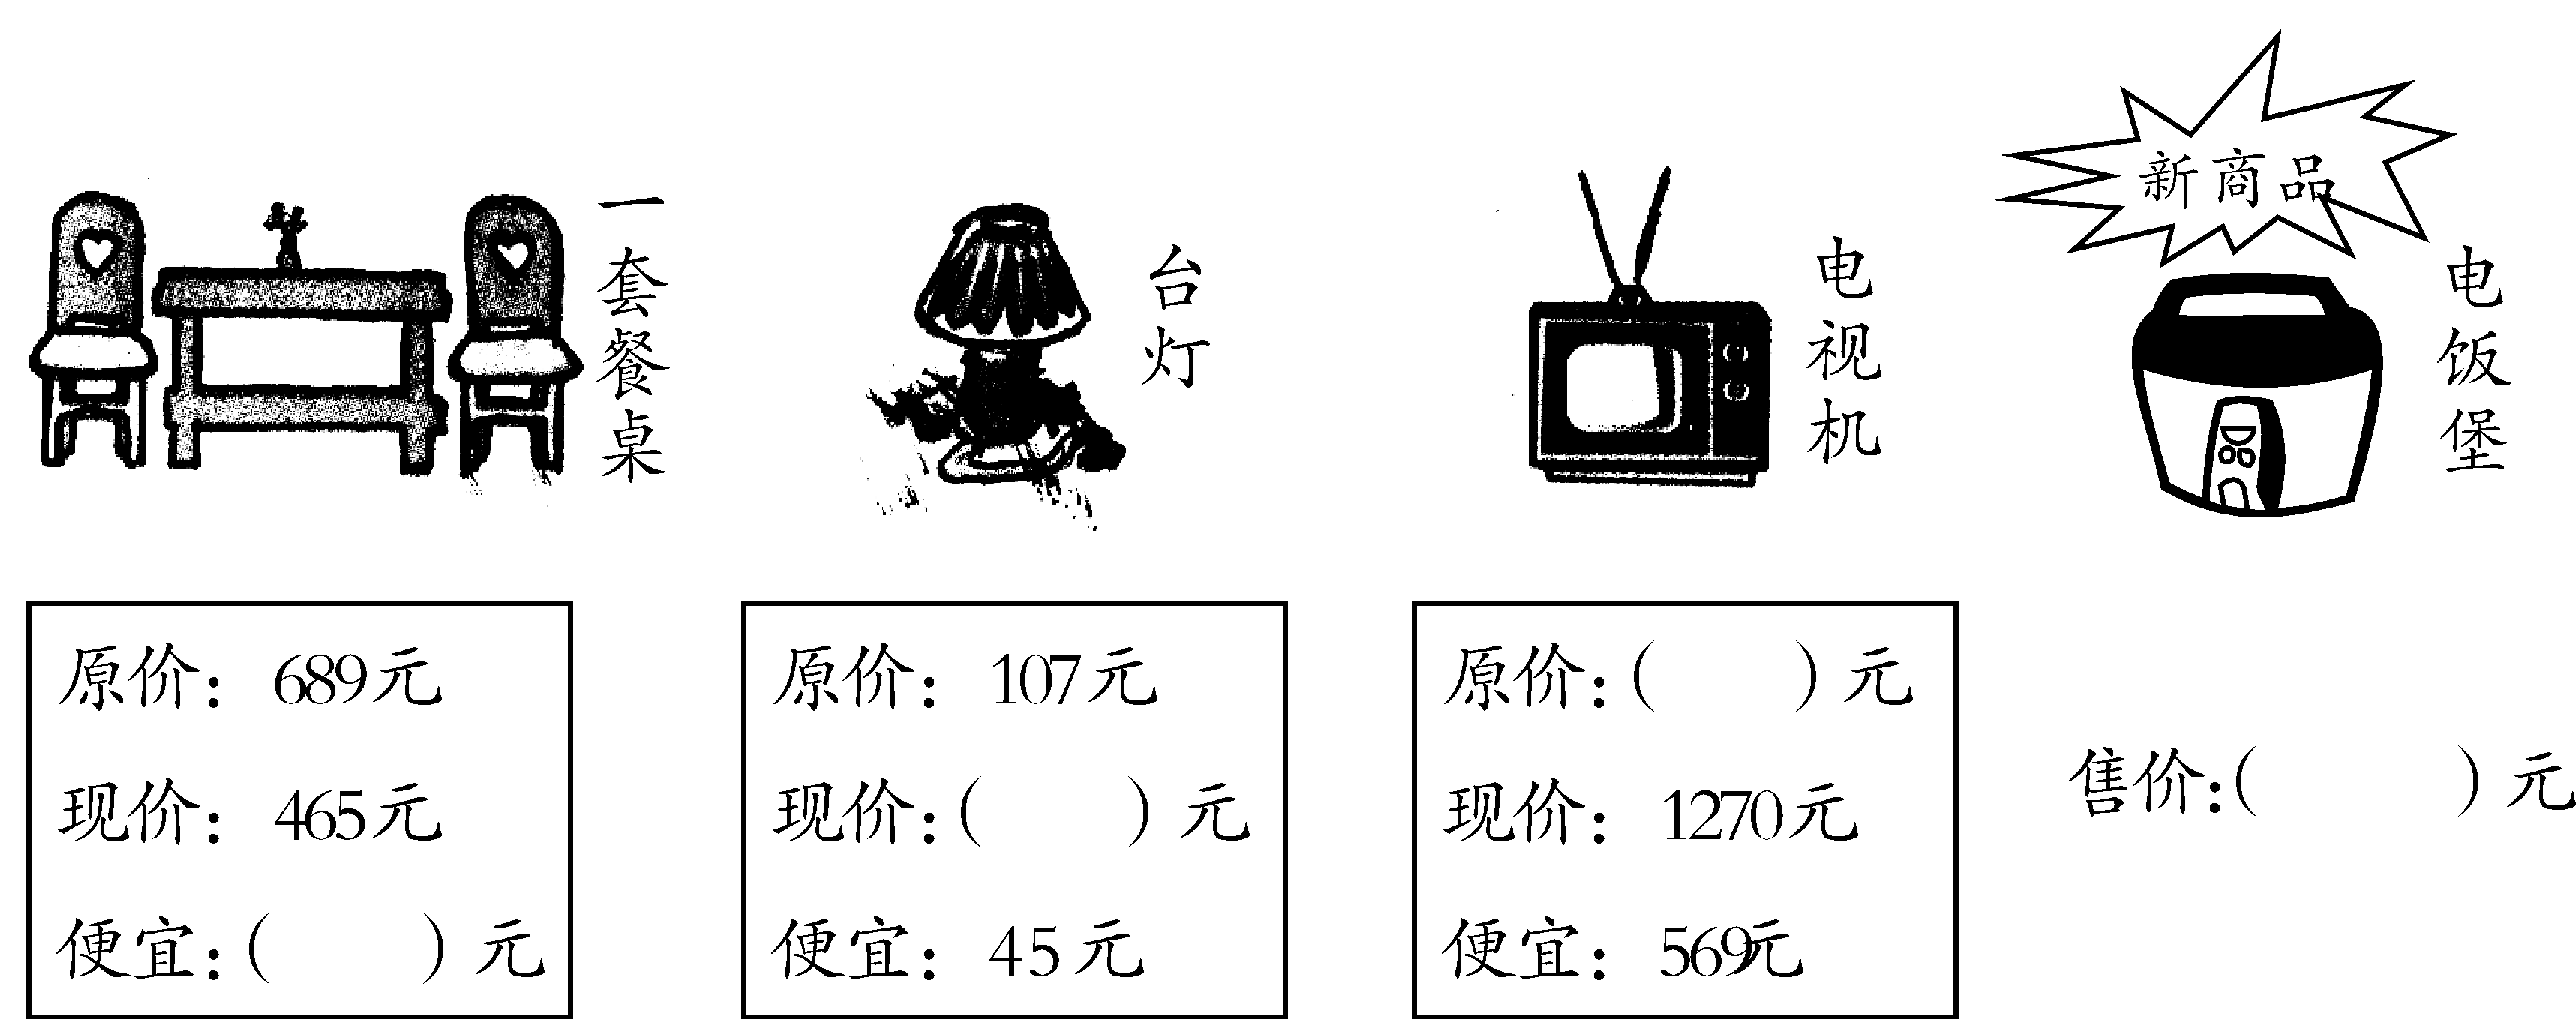 一套餐桌
台灯
电视机
新商品
电饭堡
原价：689元
现价：465元
便宜：（　　）元
原价：107元
现价：（　　）元
便宜：45元
原价：（　　）元
现价：1270元
便宜：569元
售价：（　　）元